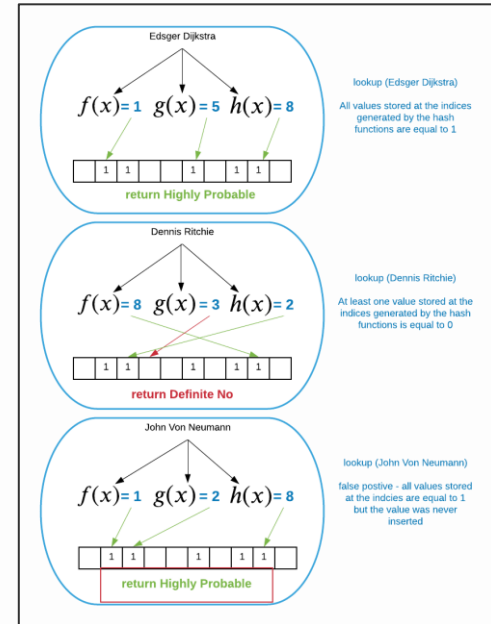 Edsger Dijkstra
f(x)= 1 g(x)= 5 h(x)= 8
1 1 1 1 1
return Highly Probable
lookup (Edsger Dijkstra)
All values stored at the indices
generated by the hash
functions are equal to 1
Dennis Ritchie
f(x)= 8 g(x)= 3 h(x)= 2
1 1 1 1 1
return Definite No
lookup (Dennis Ritchie)
At least one value stored at the
indices generated by the hash
functions is equal to 0
John Von Neumann
f(x)= 1 g(x)= 2 h(x)= 8
1 1 1 1 1
return Highly Probable
lookup (John Von Neumann)
false postive - all values stored
at the indcies are equal to 1
but the value was never
inserted